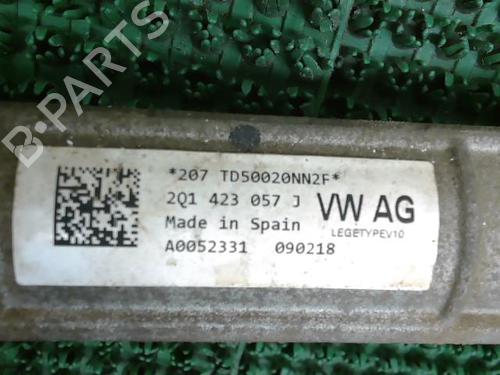 B-PARTS
*207 TD50020NN2F*
2Q1 423 057 J
VW AG
Made in Spain
LEGETYPEV10
A0052331 090218